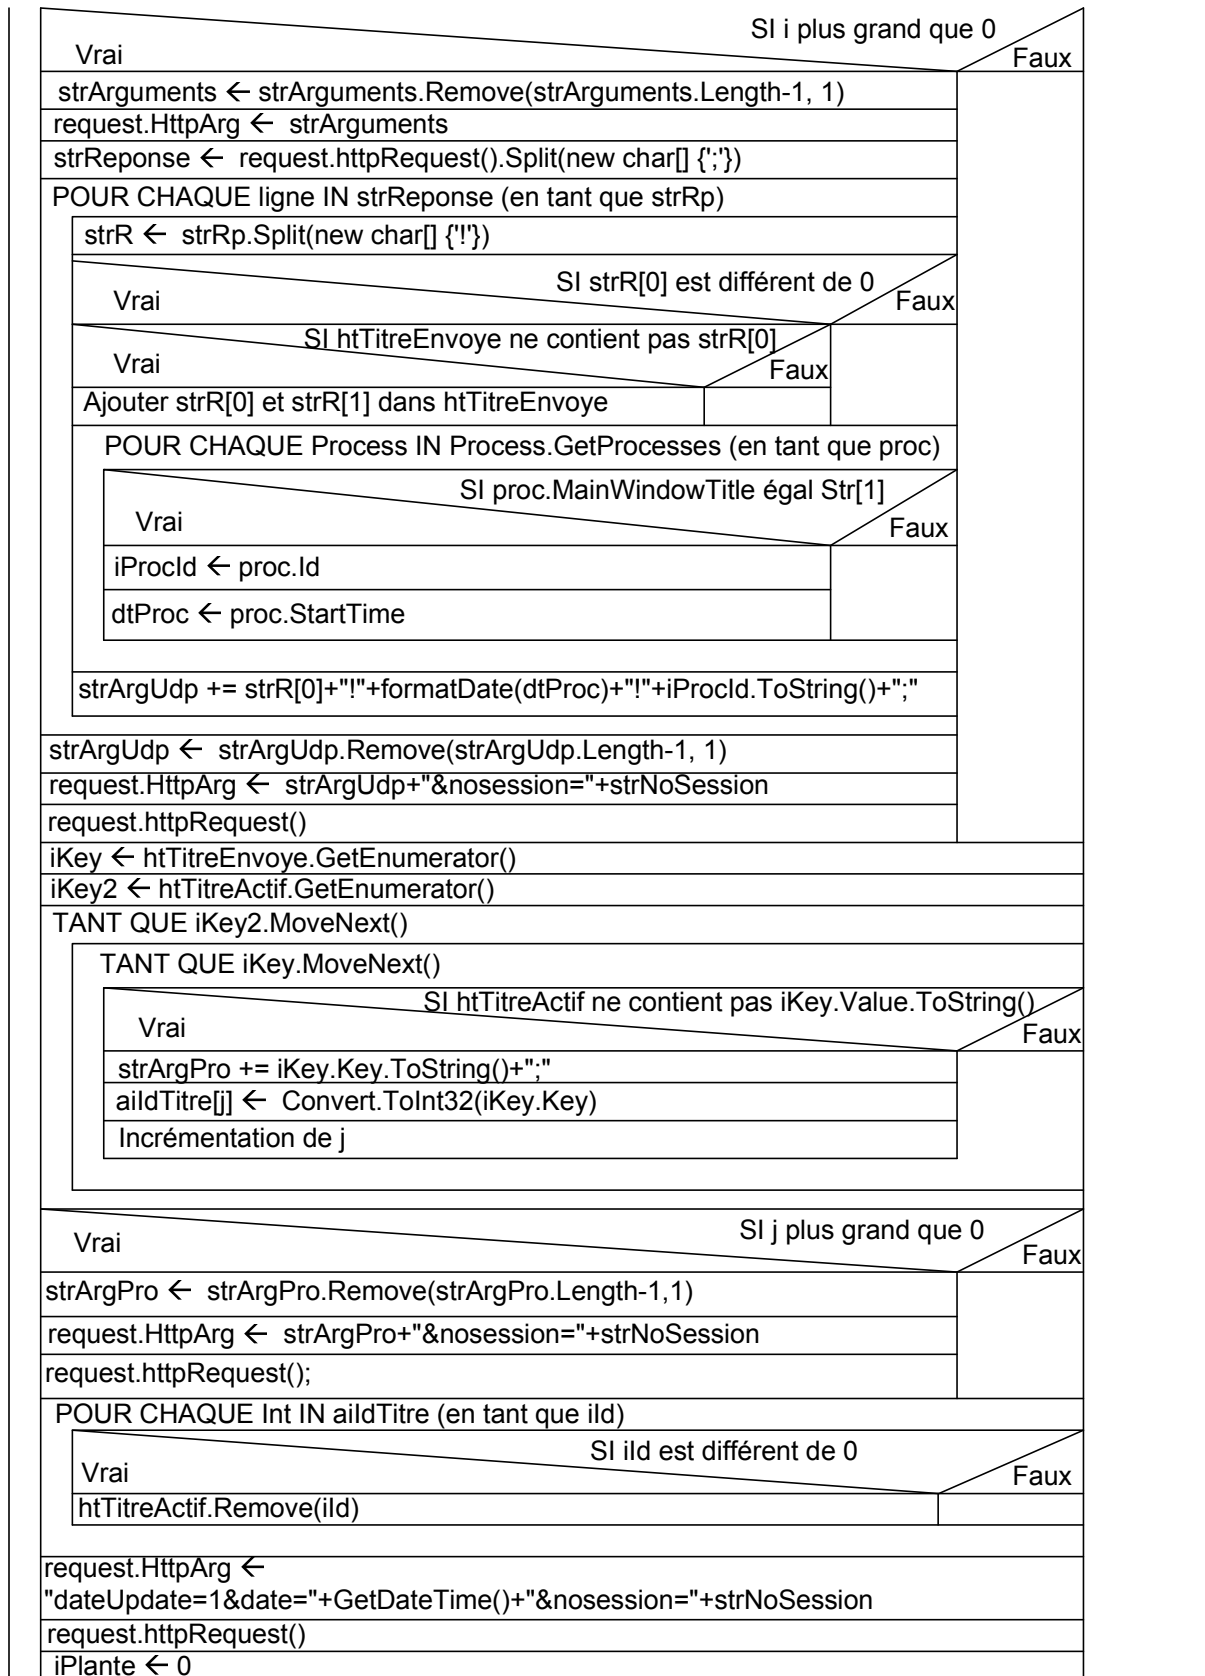 SI i plus grand que 0
Vrai
Faux
strArguments ← strArguments.Remove(strArguments.Length-1, 1)
request.HttpArg ← strArguments
strReponse ← request.httpRequest().Split(new char[] {';'})
POUR CHAQUE ligne IN strReponse (en tant que strRp)
strR ← strRp.Split(new char[] {'!'})
SI strR[0] est différent de 0
Vrai
Faux
SI htTitreEnvoye ne contient pas strR[0]
Vrai
Faux
Ajouter strR[0] et strR[1] dans htTitreEnvoye
POUR CHAQUE Process IN Process.GetProcesses (en tant que proc)
SI proc.MainWindowTitle égal Str[1]
Vrai
Faux
iProcId ← proc.Id
dtProc ← proc.StartTime
strArgUdp += strR[0]+"!"+formatDate(dtProc)+"!"+iProcId.ToString()+";"
strArgUdp ← strArgUdp.Remove(strArgUdp.Length-1, 1)
request.HttpArg ← strArgUdp+"&nosession="+strNoSession
request.httpRequest()
iKey ← htTitreEnvoye.GetEnumerator()
iKey2 ← htTitreActif.GetEnumerator()
TANT QUE iKey2.MoveNext()
TANT QUE iKey.MoveNext()
SI htTitreActif ne contient pas iKey.Value.ToString()
Vrai
Faux
strArgPro += iKey.Key.ToString()+";"
aiIdTitre[j] ← Convert.ToInt32(iKey.Key)
Incrémentation de j
SI j plus grand que 0
Vrai
Faux
strArgPro ← strArgPro.Remove(strArgPro.Length-1,1)
request.HttpArg ← strArgPro+"&nosession="+strNoSession
request.httpRequest();
POUR CHAQUE Int IN aiIdTitre (en tant que iId)
SI iId est différent de 0
Vrai
Faux
htTitreActif.Remove(iId)
request.HttpArg ←
"dateUpdate=1&date="+GetDateTime()+"&nosession="+strNoSession
request.httpRequest()
iPlante ← 0